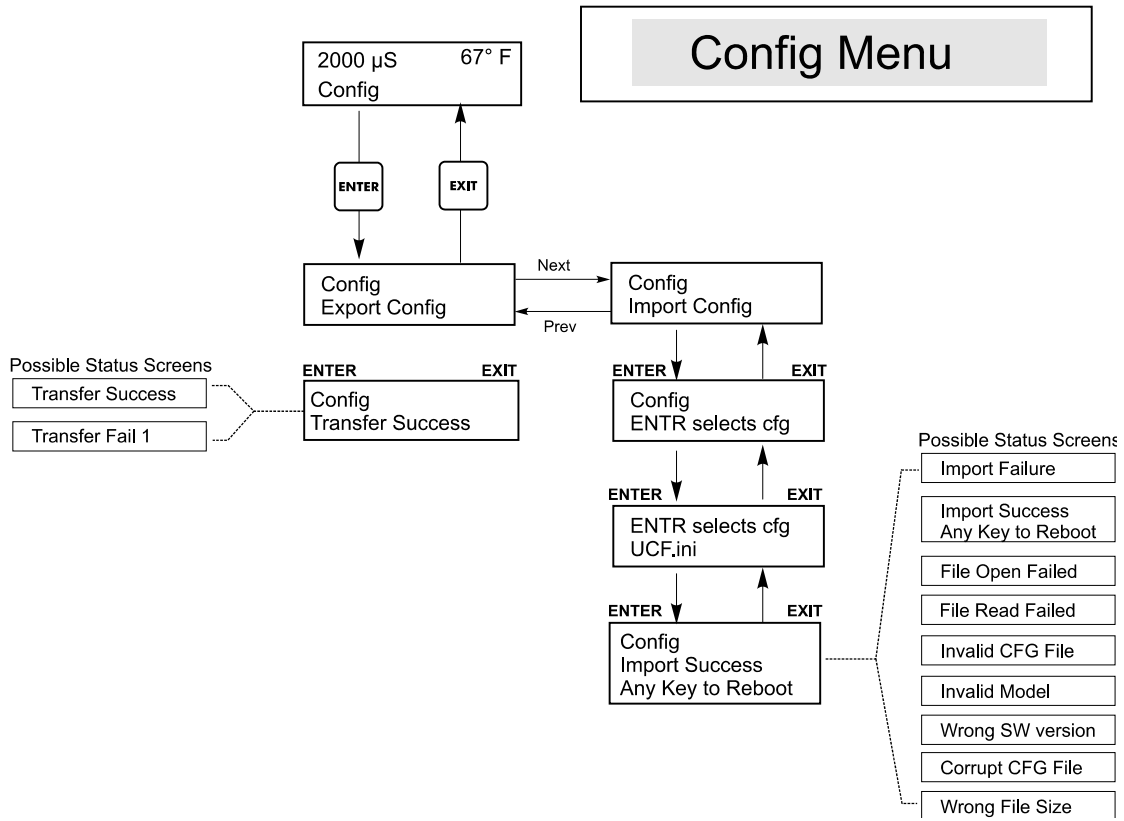 Config Menu
2000 µS 67° F
Config
ENTER
EXIT
Config
Export Config
Next
Prev
Config
Import Config
Possible Status Screens
Transfer Success
Transfer Fail 1
ENTER EXIT
Config
Transfer Success
ENTER EXIT
Config
ENTR selects cfg
ENTER EXIT
ENTR selects cfg
UCF.ini
ENTER EXIT
Config
Import Success
Any Key to Reboot
Possible Status Screens
Import Failure
Import Success
Any Key to Reboot
File Open Failed
File Read Failed
Invalid CFG File
Invalid Model
Wrong SW version
Corrupt CFG File
Wrong File Size